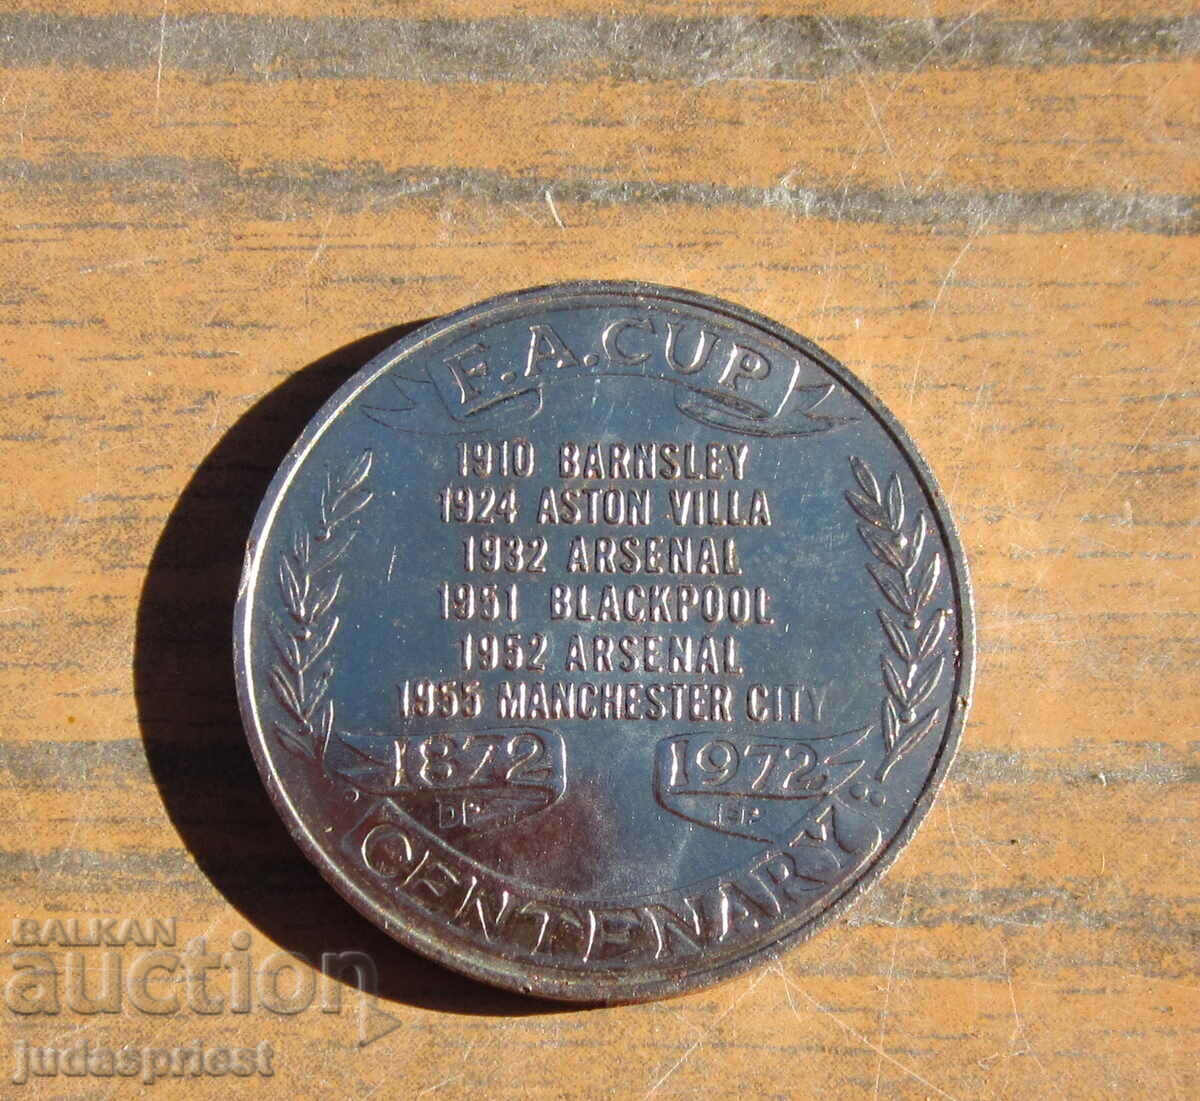 F.A.CUP
1910 BARNSLEY
1924 ASTON VILLA
1932 ARSENAL
1951 BLACKPOOL
1952 ARSENAL
1955 MANCHESTER CITY
1872 1972
CENTENARY
BALKAN
auction
judaspriest